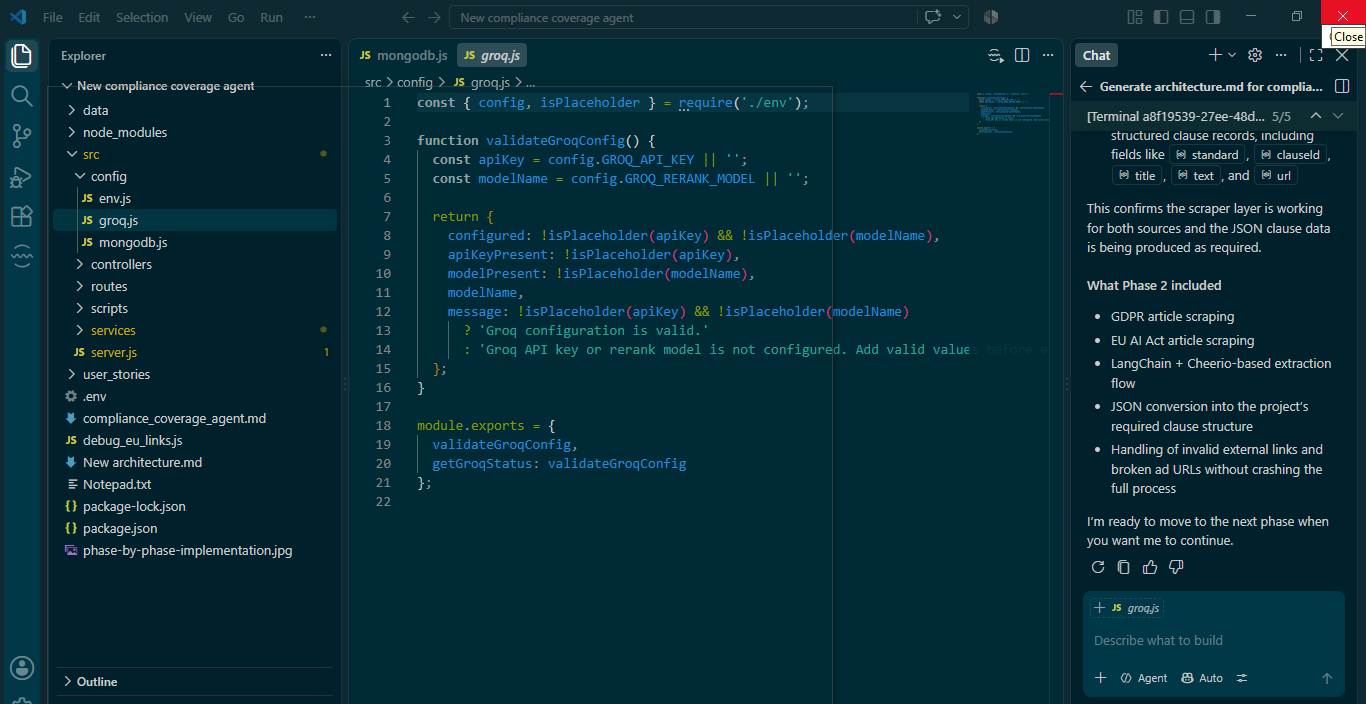 File Edit Selection View Go Run ···
New compliance coverage agent
Close
Explorer
New compliance coverage agent
data
node_modules
src
config
JS env.js
JS groq.js
JS mongodb.js
controllers
routes
scripts
services
JS server.js 1
user_stories
.env
compliance_coverage_agent.md
JS debug_eu_links.js
New architecture.md
Notepad.txt
{} package-lock.json
{} package.json
phase-by-phase-implementation.jpg
Outline
JS mongodb.js
JS groq.js
src > config > JS groq.js > ...
1 const { config, isPlaceholder } = require('./env');
2
3 function validateGroqConfig() {
4 const apiKey = config.GROQ_API_KEY || '';
5 const modelName = config.GROQ_RERANK_MODEL || '';
6
7 return {
8 configured: !isPlaceholder(apiKey) && !isPlaceholder(modelName),
9 apiKeyPresent: !isPlaceholder(apiKey),
10 modelPresent: !isPlaceholder(modelName),
11 modelName,
12 message: !isPlaceholder(apiKey) && !isPlaceholder(modelName)
13 ? 'Groq configuration is valid.'
14 : 'Groq API key or rerank model is not configured. Add valid values before e
15 };
16 }
17
18 module.exports = {
19 validateGroqConfig,
20 getGroqStatus: validateGroqConfig
21 };
22
Chat
Generate architecture.md for complia...
[Terminal a8f19539-27ee-48d... 5/5
structured clause records, including
fields like standard, clauseId,
title, text, and url
This confirms the scraper layer is working
for both sources and the JSON clause data
is being produced as required.
What Phase 2 included
• GDPR article scraping
• EU AI Act article scraping
• LangChain + Cheerio-based extraction
flow
• JSON conversion into the project's
required clause structure
• Handling of invalid external links and
broken ad URLs without crashing the
full process
I'm ready to move to the next phase when
you want me to continue.
JS groq.js
Describe what to build
Agent Auto